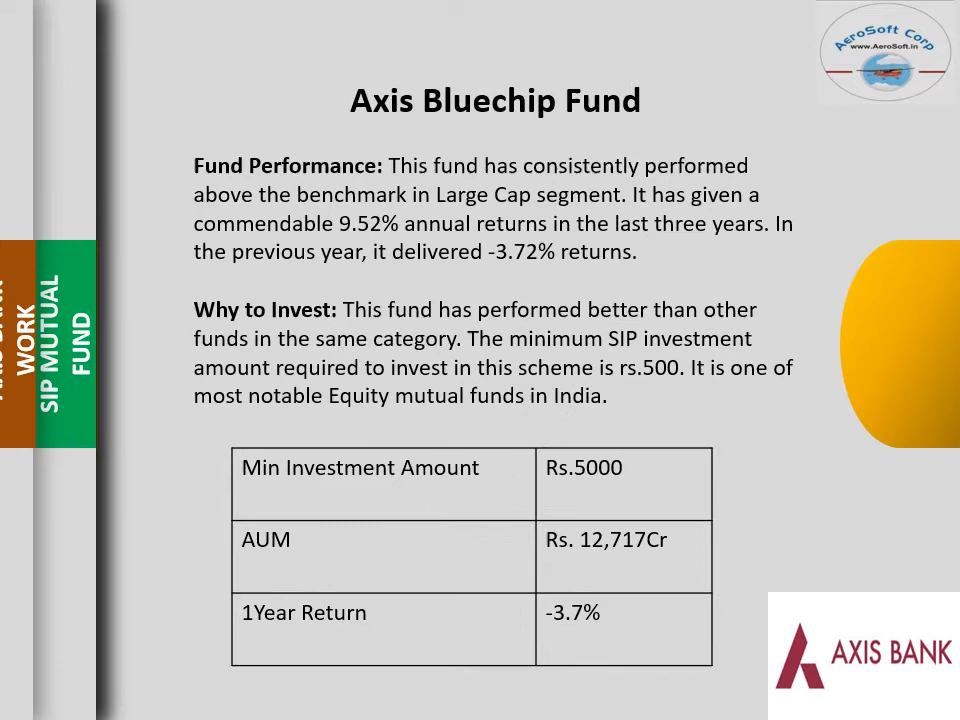 AeroSoft Corp
www.AeroSoft.in
Axis Bluechip Fund
Fund Performance: This fund has consistently performed
above the benchmark in Large Cap segment. It has given a
commendable 9.52% annual returns in the last three years. In
the previous year, it delivered -3.72% returns.
Why to Invest: This fund has performed better than other
funds in the same category. The minimum SIP investment
amount required to invest in this scheme is rs.500. It is one of
most notable Equity mutual funds in India.
Min Investment Amount Rs.5000
AUM Rs. 12,717Cr
1Year Return -3.7%
WORK
SIP MUTUAL
FUND
AXIS BANK